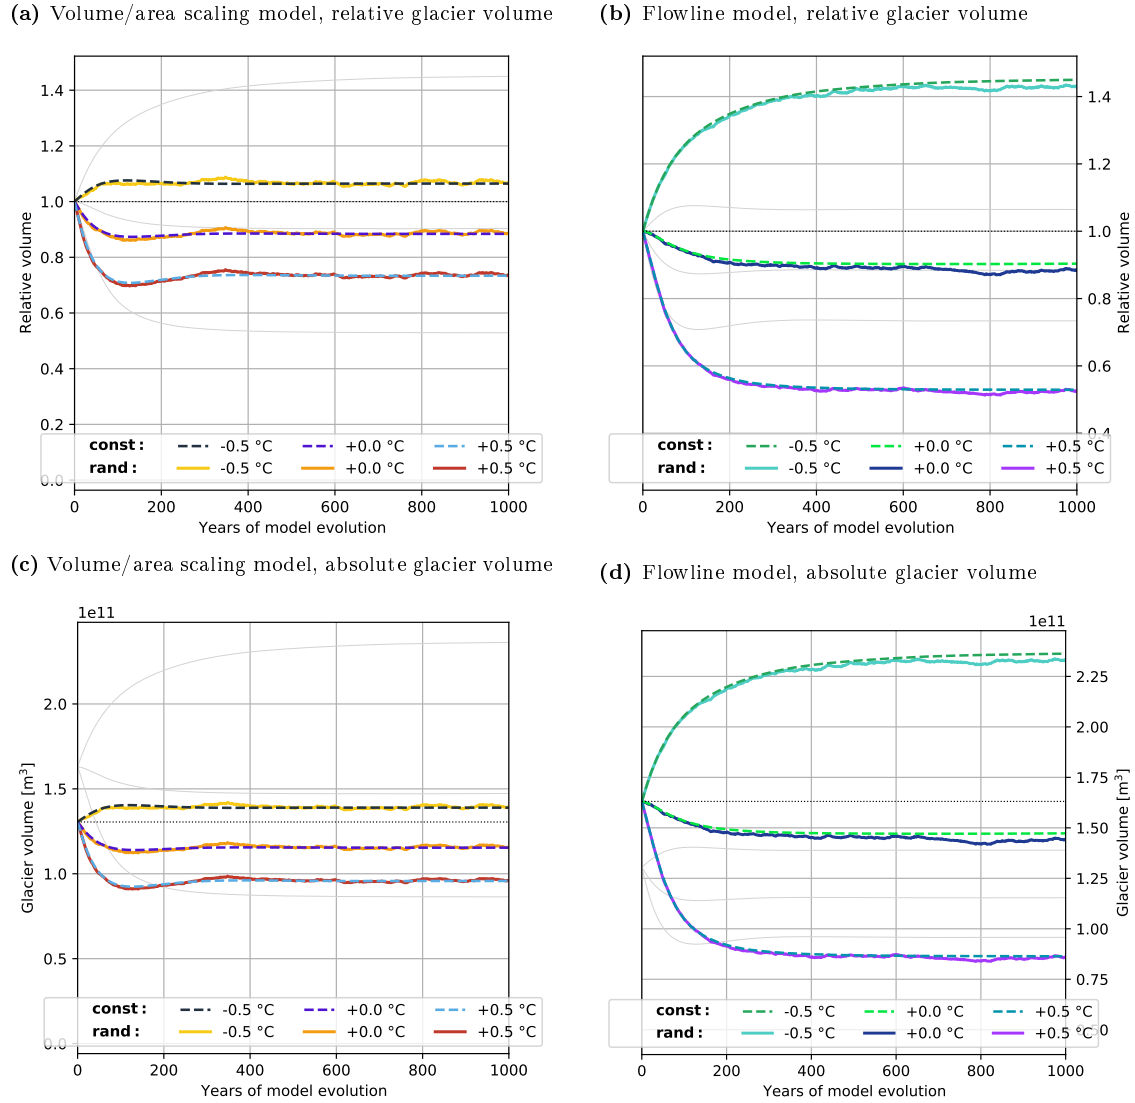 (a) Volume/area scaling model, relative glacier volume
1.4
1.2
1.0
0.8
0.6
0.4
0.2
0.0
Relative volume
const: -0.5 °C +0.0 °C +0.5 °C
rand: -0.5 °C +0.0 °C +0.5 °C
0 200 400 600 800 1000
Years of model evolution
(b) Flowline model, relative glacier volume
1.4
1.2
1.0
0.8
0.6
0.4
Relative volume
const: -0.5 °C +0.0 °C +0.5 °C
rand: -0.5 °C +0.0 °C +0.5 °C
0 200 400 600 800 1000
Years of model evolution
(c) Volume/area scaling model, absolute glacier volume
1e11
2.0
1.5
1.0
0.5
0.0
Glacier volume [m³]
const: -0.5 °C +0.0 °C +0.5 °C
rand: -0.5 °C +0.0 °C +0.5 °C
0 200 400 600 800 1000
Years of model evolution
(d) Flowline model, absolute glacier volume
1e11
2.25
2.00
1.75
1.50
1.25
1.00
0.75
Glacier volume [m³]
const: -0.5 °C +0.0 °C +0.5 °C
rand: -0.5 °C +0.0 °C +0.5 °C
0 200 400 600 800 1000
Years of model evolution